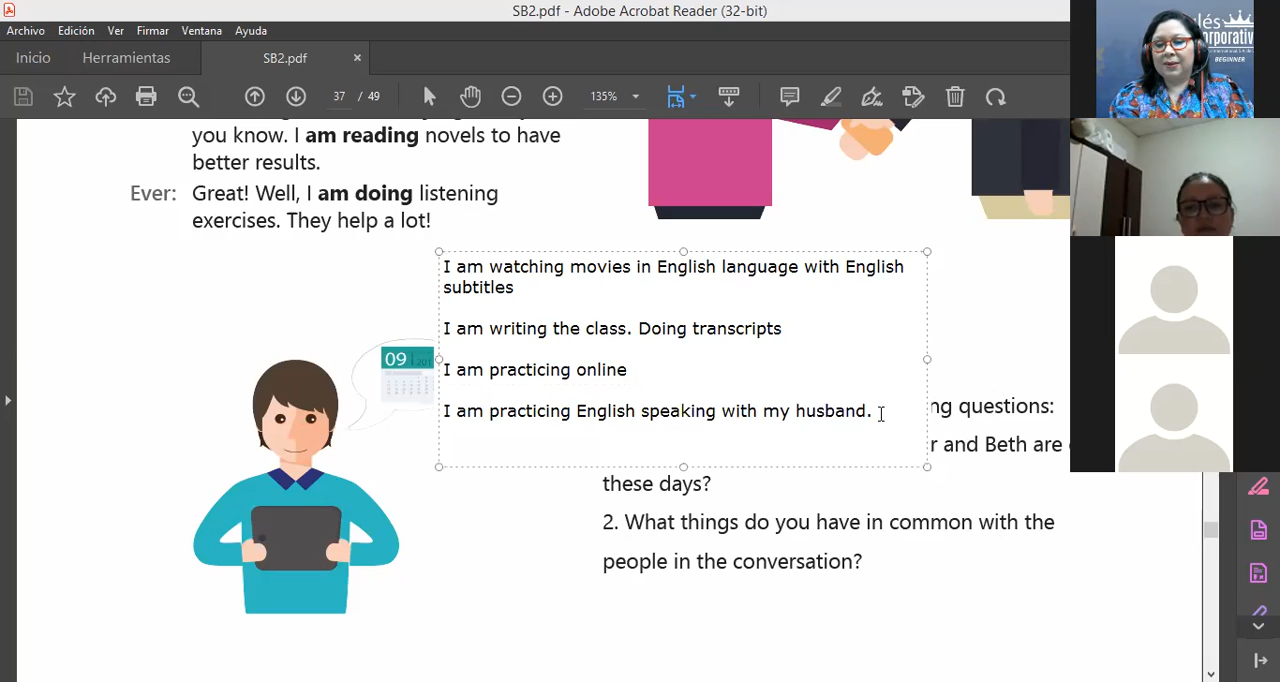 SB2.pdf - Adobe Acrobat Reader (32-bit)
Archivo Edición Ver Firmar Ventana Ayuda
Inicio Herramientas SB2.pdf ×
37 / 49 135%
you know. I am reading novels to have
better results.
Ever: Great! Well, I am doing listening
exercises. They help a lot!
I am watching movies in English language with English
subtitles
I am writing the class. Doing transcripts
I am practicing online
I am practicing English speaking with my husband.
09
ng questions:
r and Beth are
these days?
2. What things do you have in common with the
people in the conversation?
BEGINNER